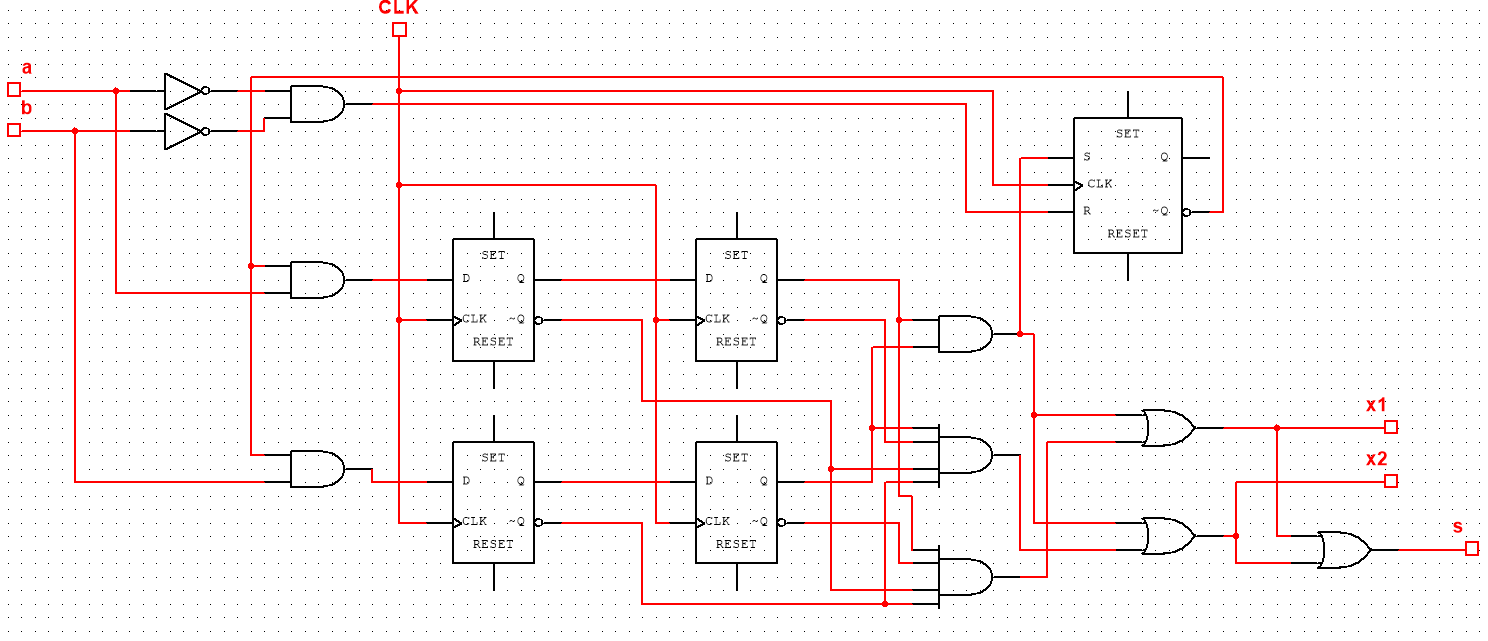 CLK
a
b
SET
S Q
CLK
R ~Q
RESET
SET
D Q
CLK ~Q
RESET
SET
D Q
CLK ~Q
RESET
SET
D Q
CLK ~Q
RESET
SET
D Q
CLK ~Q
RESET
x1
x2
s